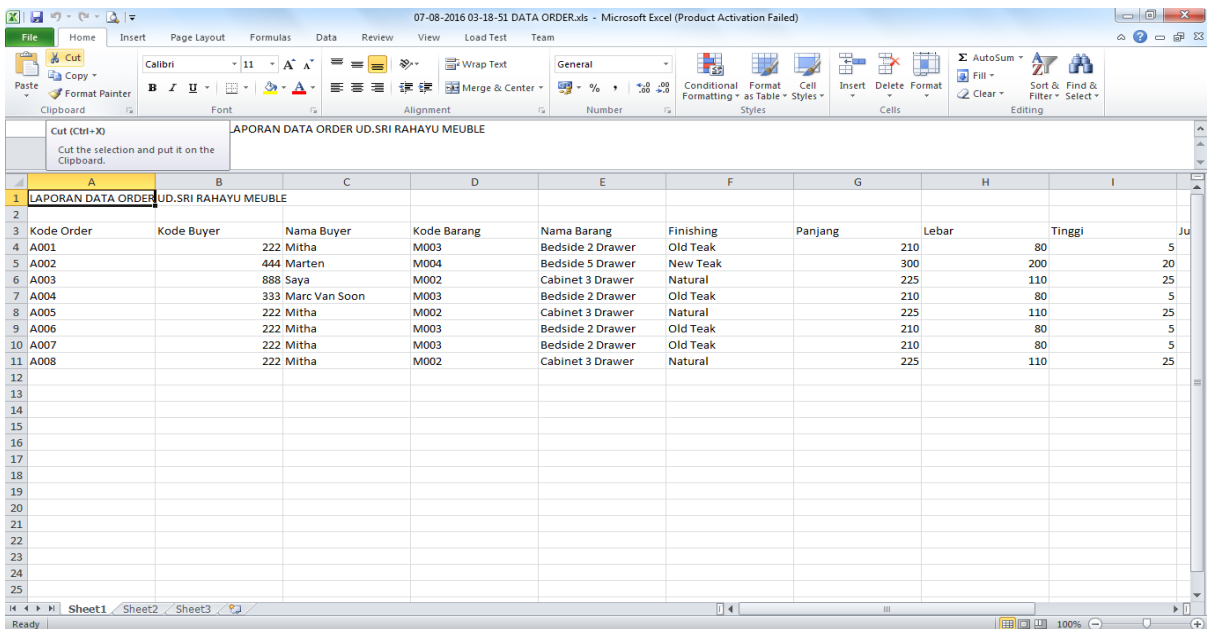 07-08-2016 03-18-51 DATA ORDER.xls - Microsoft Excel (Product Activation Failed)
File Home Insert Page Layout Formulas Data Review View Load Test Team
Cut Calibri 11 A A Wrap Text General Σ AutoSum
Copy Fill
Paste Format Painter B I U A Merge & Center % , .0 .00 .00 .0 Conditional Formatting Format as Table Cell Styles Insert Delete Format Clear Sort & Filter Find & Select
Clipboard Font Alignment Number Styles Cells Editing
Cut (Ctrl+X) LAPORAN DATA ORDER UD.SRI RAHAYU MEUBLE
Cut the selection and put it on the
Clipboard.
A B C D E F G H I
1 LAPORAN DATA ORDER UD.SRI RAHAYU MEUBLE
2
3 Kode Order Kode Buyer Nama Buyer Kode Barang Nama Barang Finishing Panjang Lebar Tinggi Ju
4 A001 222 Mitha M003 Bedside 2 Drawer Old Teak 210 80 5
5 A002 444 Marten M004 Bedside 5 Drawer New Teak 300 200 20
6 A003 888 Saya M002 Cabinet 3 Drawer Natural 225 110 25
7 A004 333 Marc Van Soon M003 Bedside 2 Drawer Old Teak 210 80 5
8 A005 222 Mitha M002 Cabinet 3 Drawer Natural 225 110 25
9 A006 222 Mitha M003 Bedside 2 Drawer Old Teak 210 80 5
10 A007 222 Mitha M003 Bedside 2 Drawer Old Teak 210 80 5
11 A008 222 Mitha M002 Cabinet 3 Drawer Natural 225 110 25
12
13
14
15
16
17
18
19
20
21
22
23
24
25
Sheet1 Sheet2 Sheet3
Ready 100%